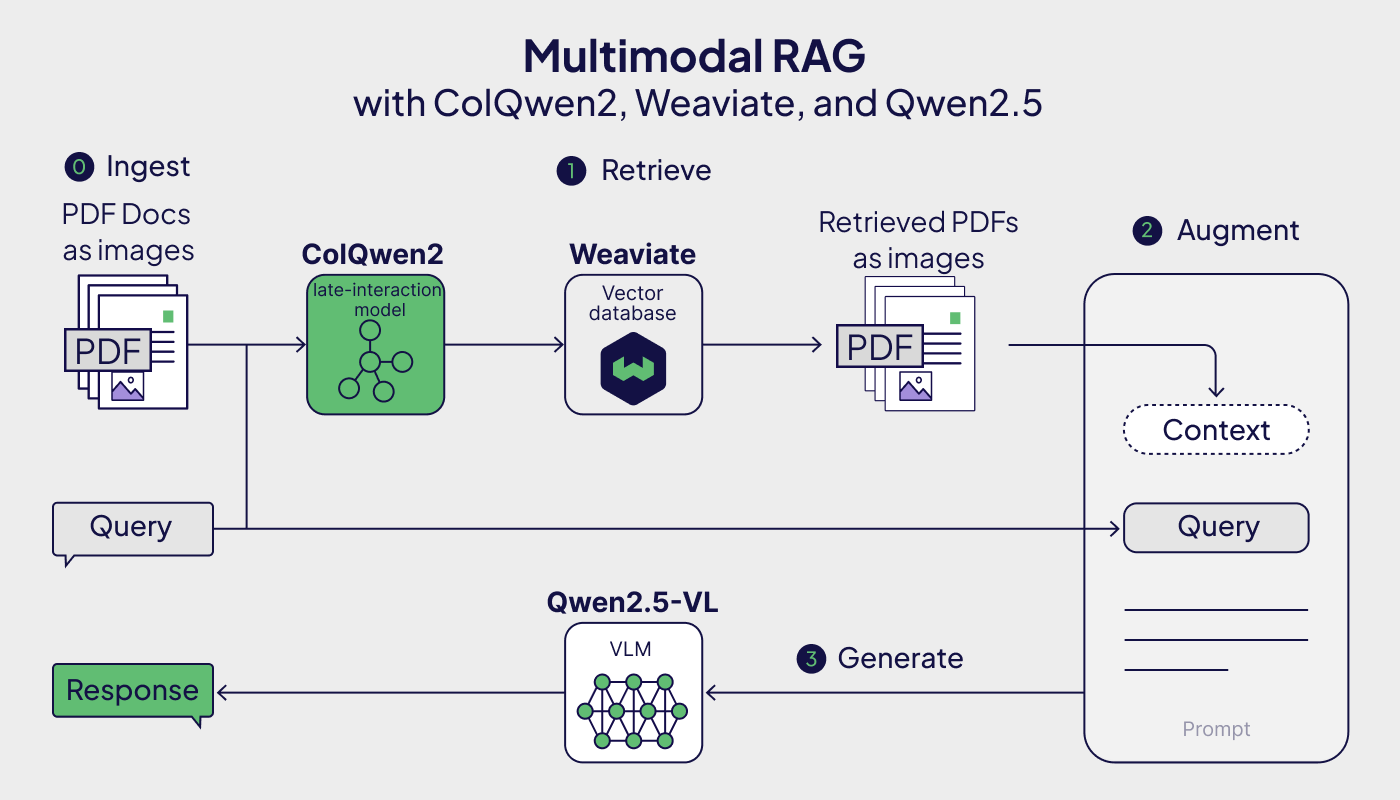 Multimodal RAG
with ColQwen2, Weaviate, and Qwen2.5
0 Ingest
1 Retrieve
PDF Docs
as images
ColQwen2
late-interaction
model
Weaviate
Vector
database
Retrieved PDFs
as images
2 Augment
PDF
PDF
Context
Query
Query
Qwen2.5-VL
VLM
3 Generate
Response
Prompt